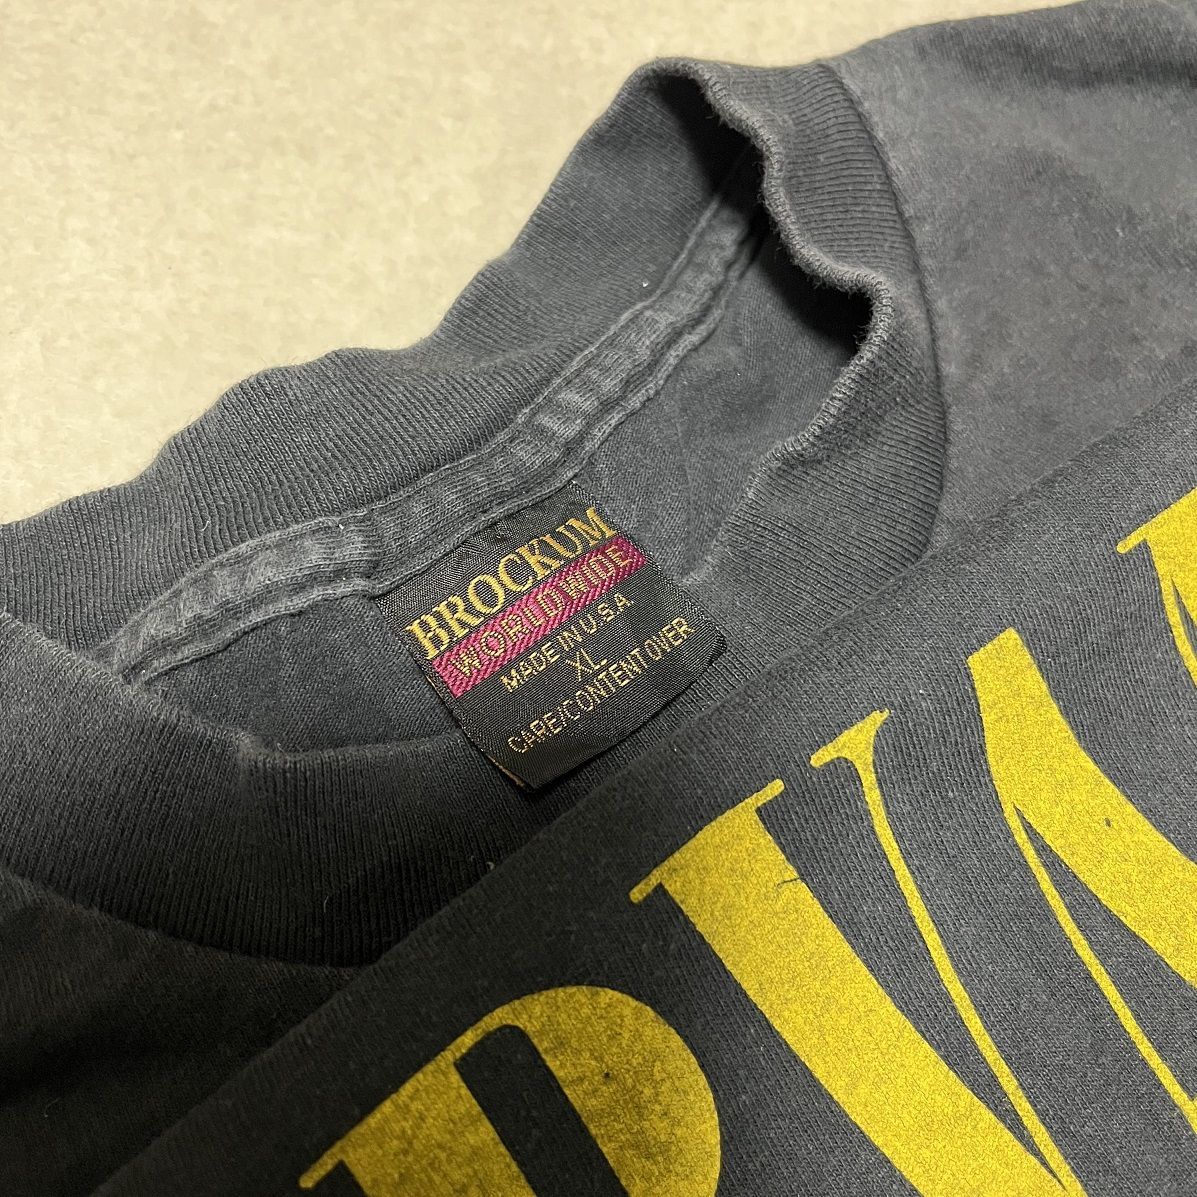 BROCKUM
WORLDWIDE
MADE IN U.S.A
XL
CARE/CONTENT OVER